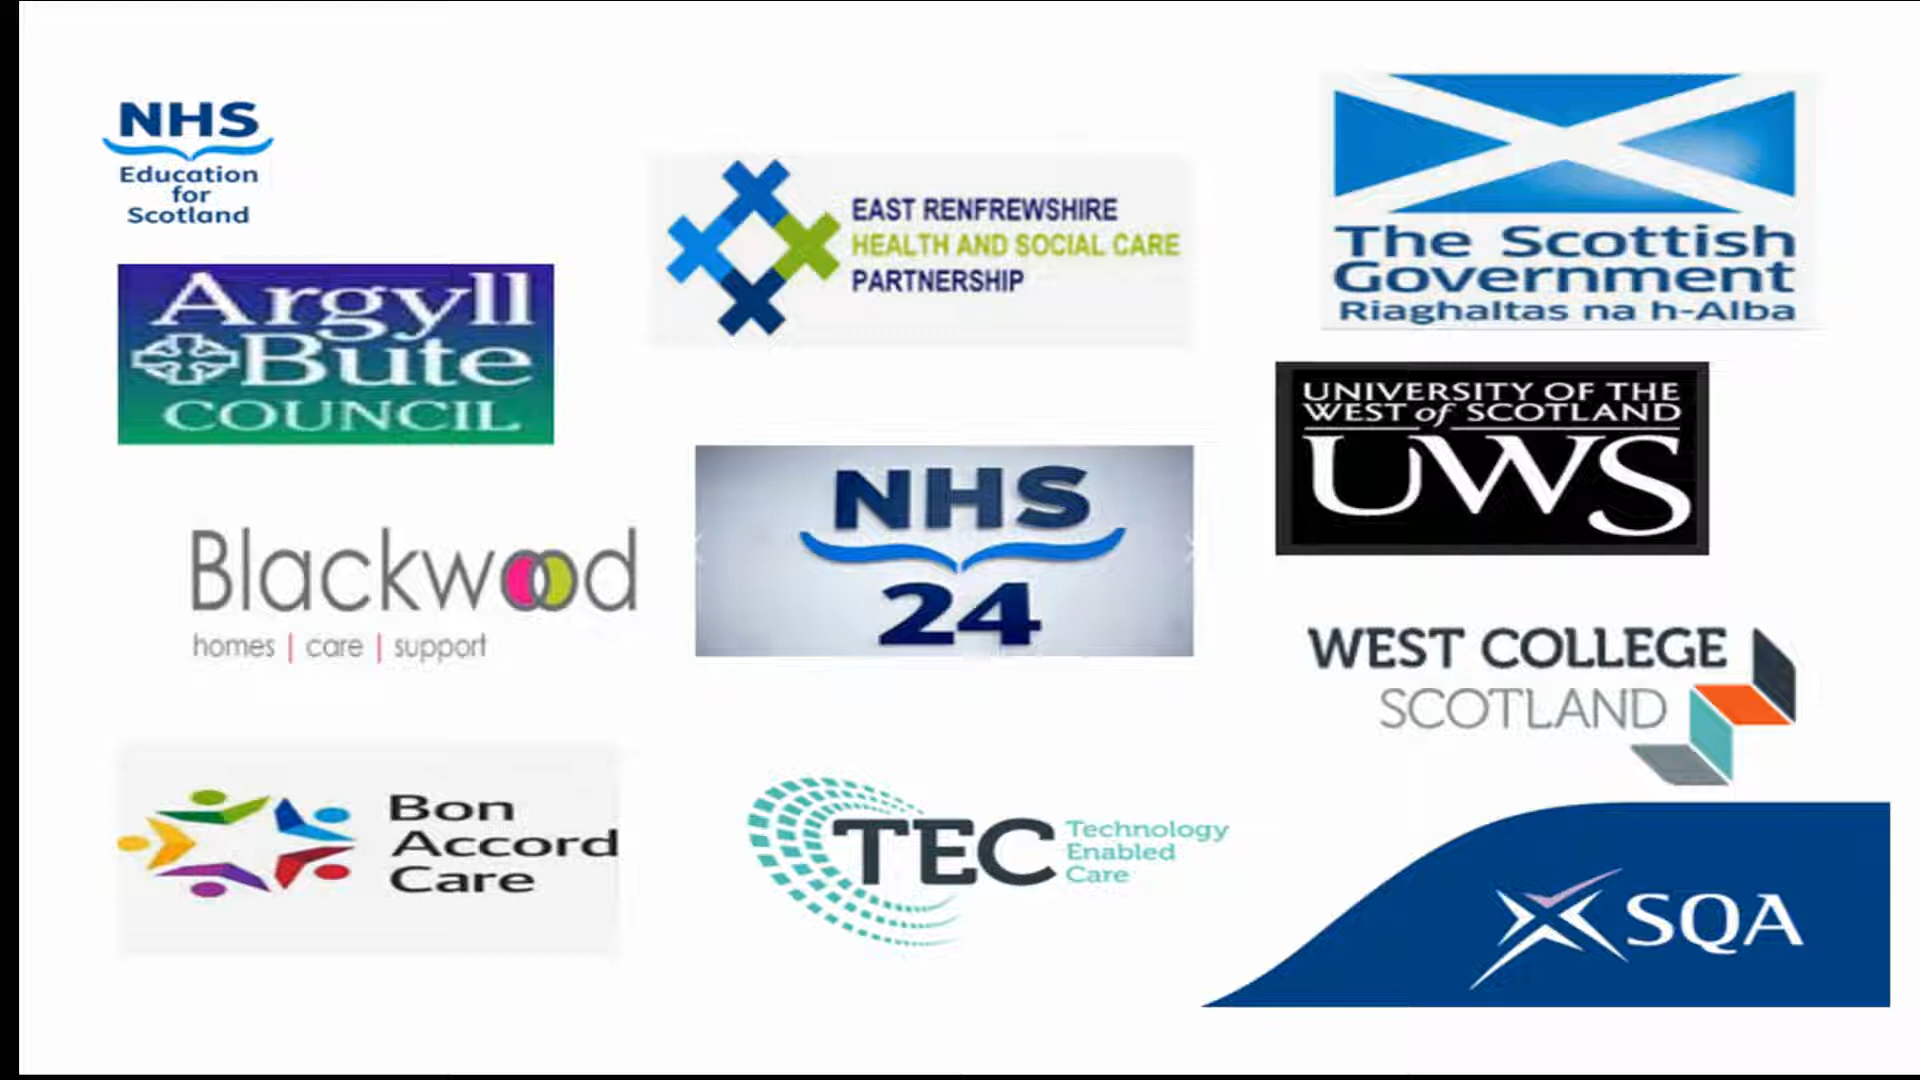 NHS
Education
for
Scotland
EAST RENFREWSHIRE
HEALTH AND SOCIAL CARE
PARTNERSHIP
The Scottish
Government
Riaghaltas na h-Alba
Argyll
Bute
COUNCIL
UNIVERSITY OF THE
WEST of SCOTLAND
UWS
NHS
24
Blackwood
homes | care | support
WEST COLLEGE
SCOTLAND
Bon
Accord
Care
TEC
Technology
Enabled
Care
SQA